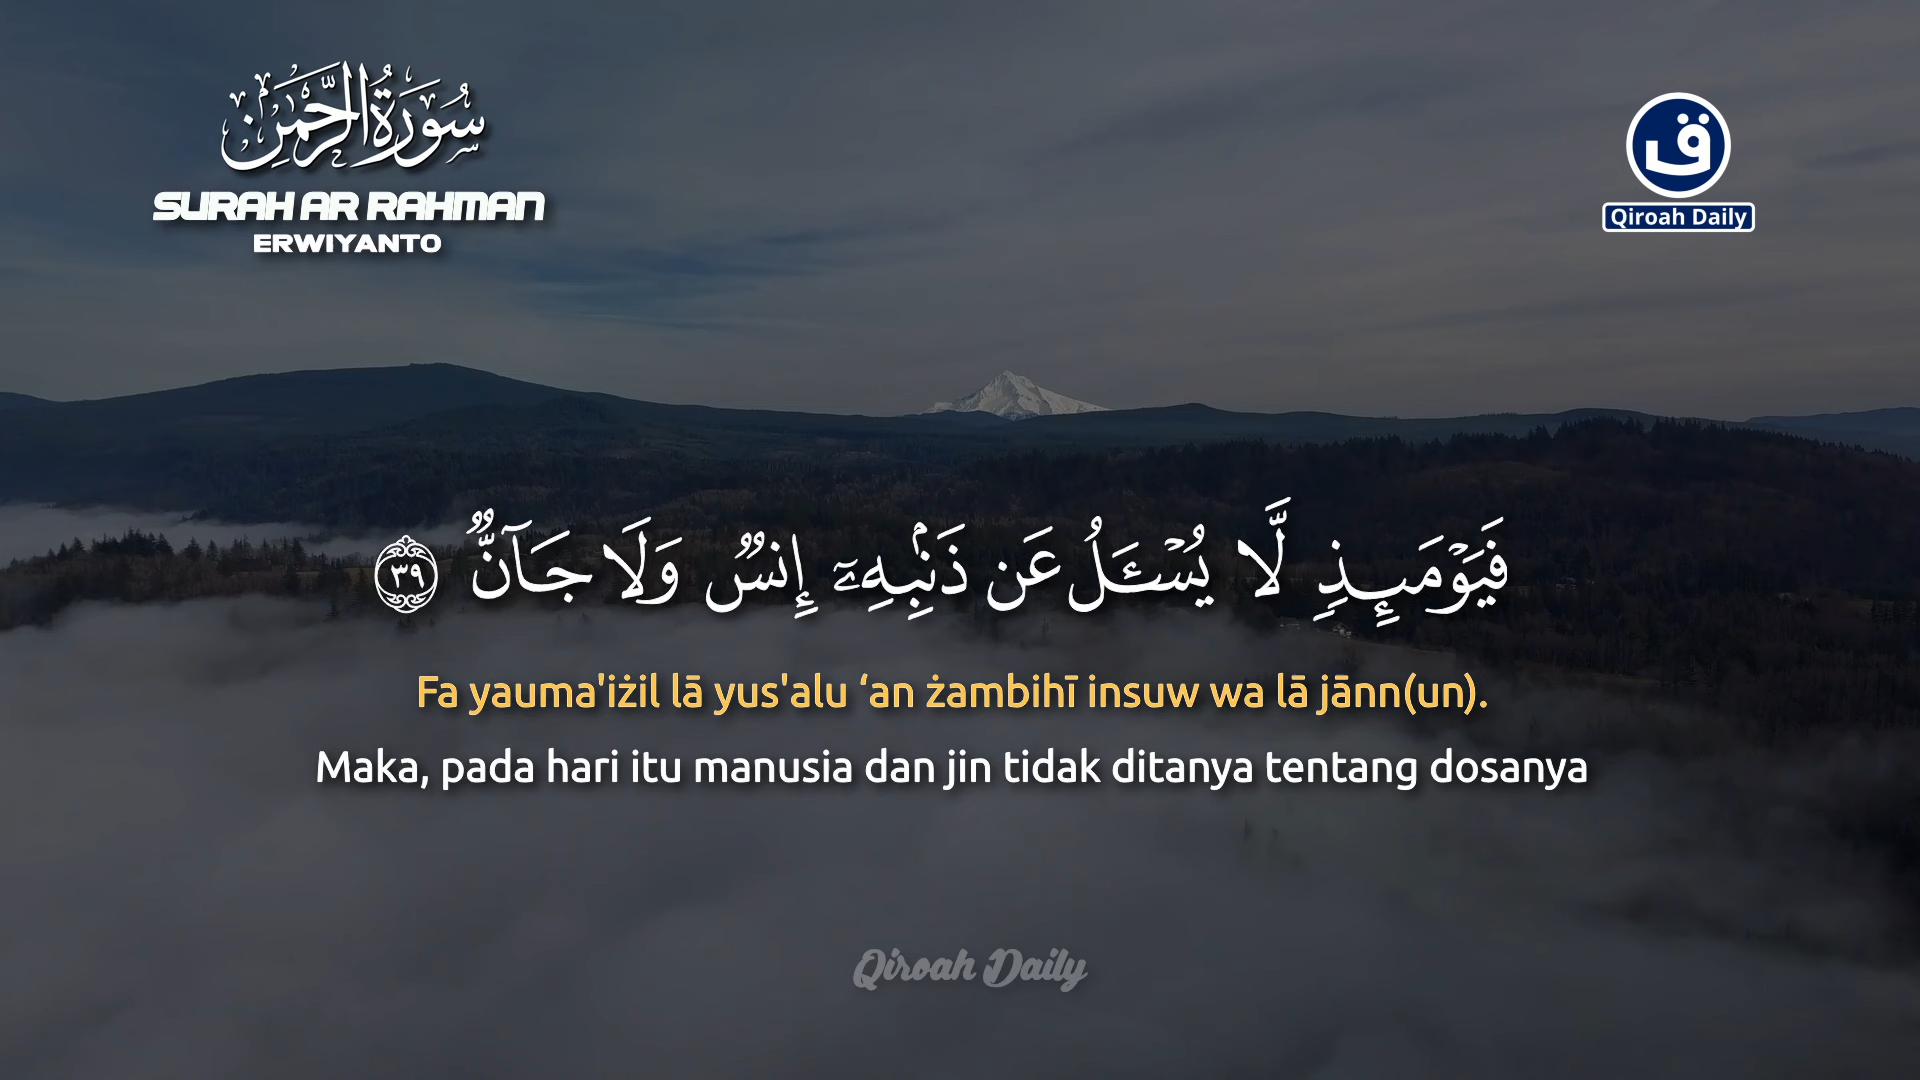 سُورَةُ الرَّحْمَٰنِ
SURAH AR RAHMAN
ERWIYANTO
ق
Qiroah Daily
فَيَوْمَئِذٍ لَّا يُسْـَٔلُ عَن ذَنۢبِهِۦٓ إِنسٌ وَلَا جَآنٌّ ٣٩
Fa yauma'iżil lā yus'alu ‘an żambihī insuw wa lā jānn(un).
Maka, pada hari itu manusia dan jin tidak ditanya tentang dosanya
Qiroah Daily